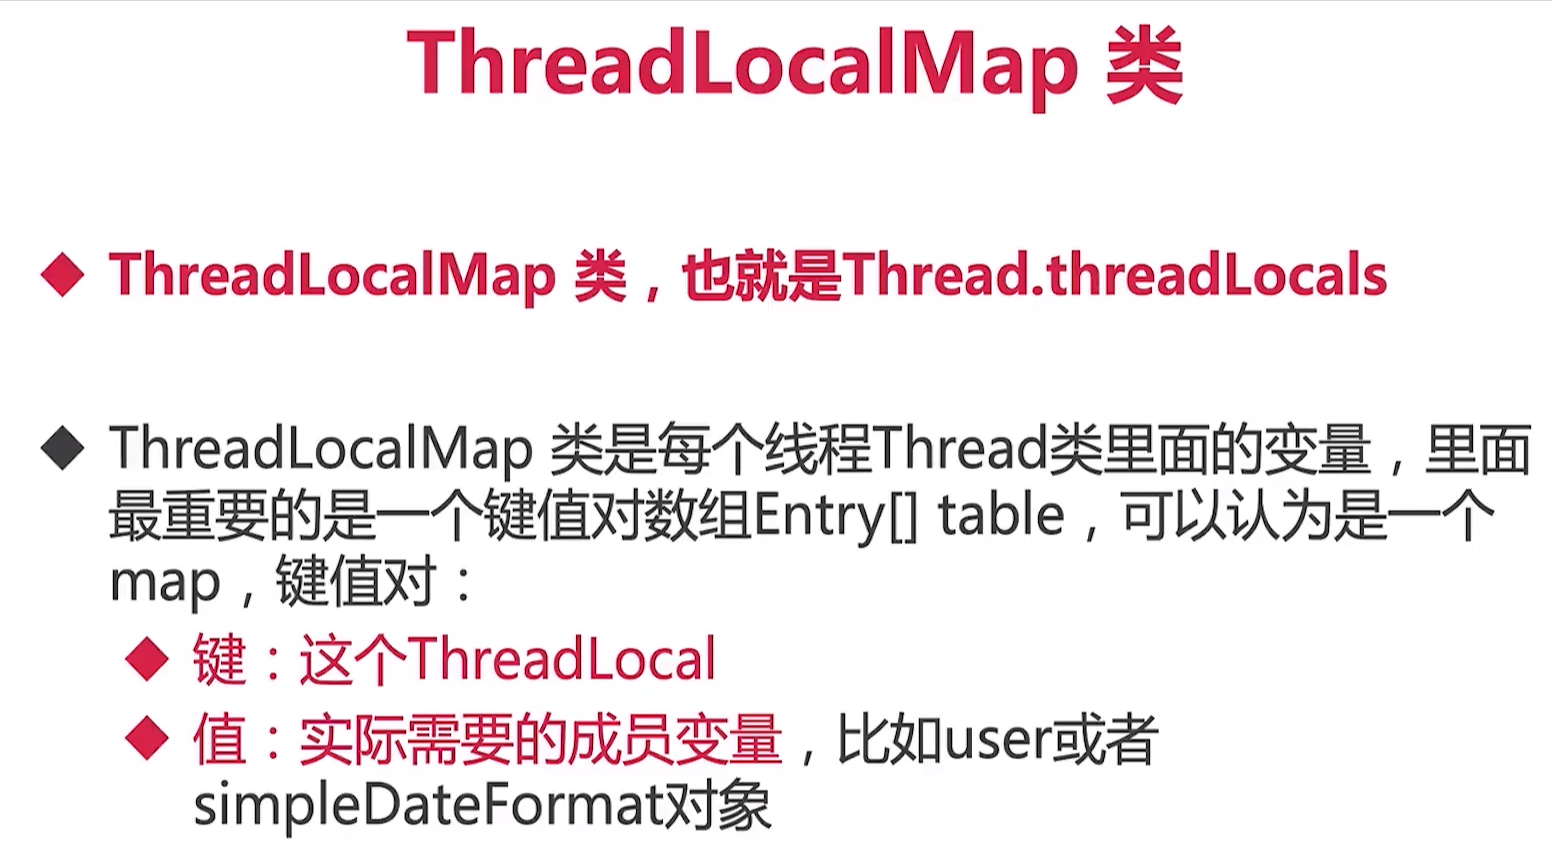 ThreadLocalMap 类
ThreadLocalMap 类，也就是Thread.threadLocals
ThreadLocalMap 类是每个线程Thread类里面的变量，里面
最重要的是一个键值对数组Entry[] table，可以认为是一个
map，键值对：
键：这个ThreadLocal
值：实际需要的成员变量，比如user或者
simpleDateFormat对象